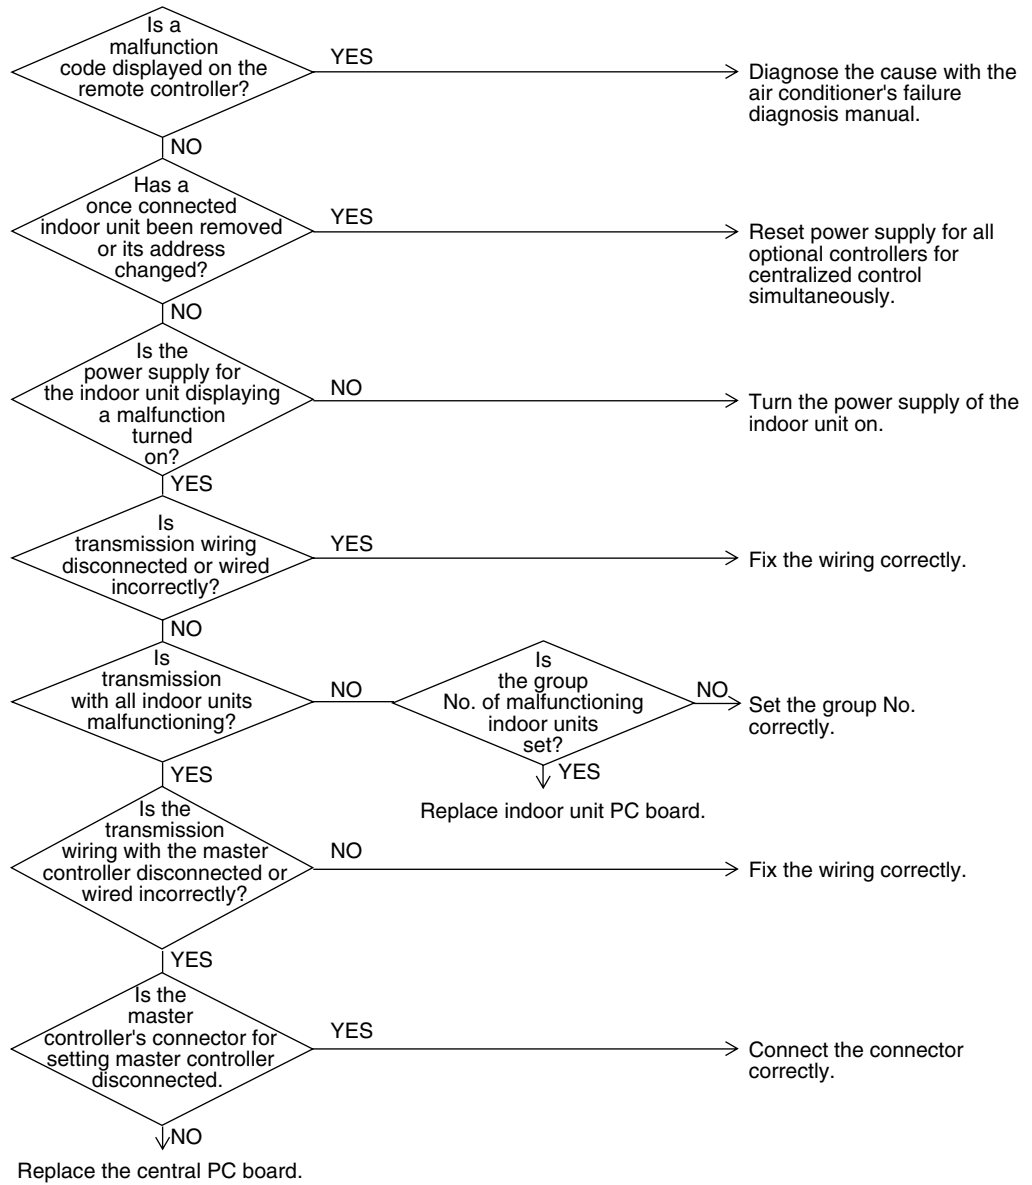 Is a
malfunction
code displayed on the
remote controller?
YES
Diagnose the cause with the
air conditioner's failure
diagnosis manual.
NO
Has a
once connected
indoor unit been removed
or its address
changed?
YES
Reset power supply for all
optional controllers for
centralized control
simultaneously.
NO
Is the
power supply for
the indoor unit displaying
a malfunction
turned
on?
NO
Turn the power supply of the
indoor unit on.
YES
Is
transmission wiring
disconnected or wired
incorrectly?
YES
Fix the wiring correctly.
NO
Is
transmission
with all indoor units
malfunctioning?
NO
Is
the group
No. of malfunctioning
indoor units
set?
NO
Set the group No.
correctly.
YES
Replace indoor unit PC board.
YES
Is the
transmission
wiring with the master
controller disconnected or
wired incorrectly?
NO
Fix the wiring correctly.
YES
Is the
master
controller's connector for
setting master controller
disconnected.
YES
Connect the connector
correctly.
NO
Replace the central PC board.